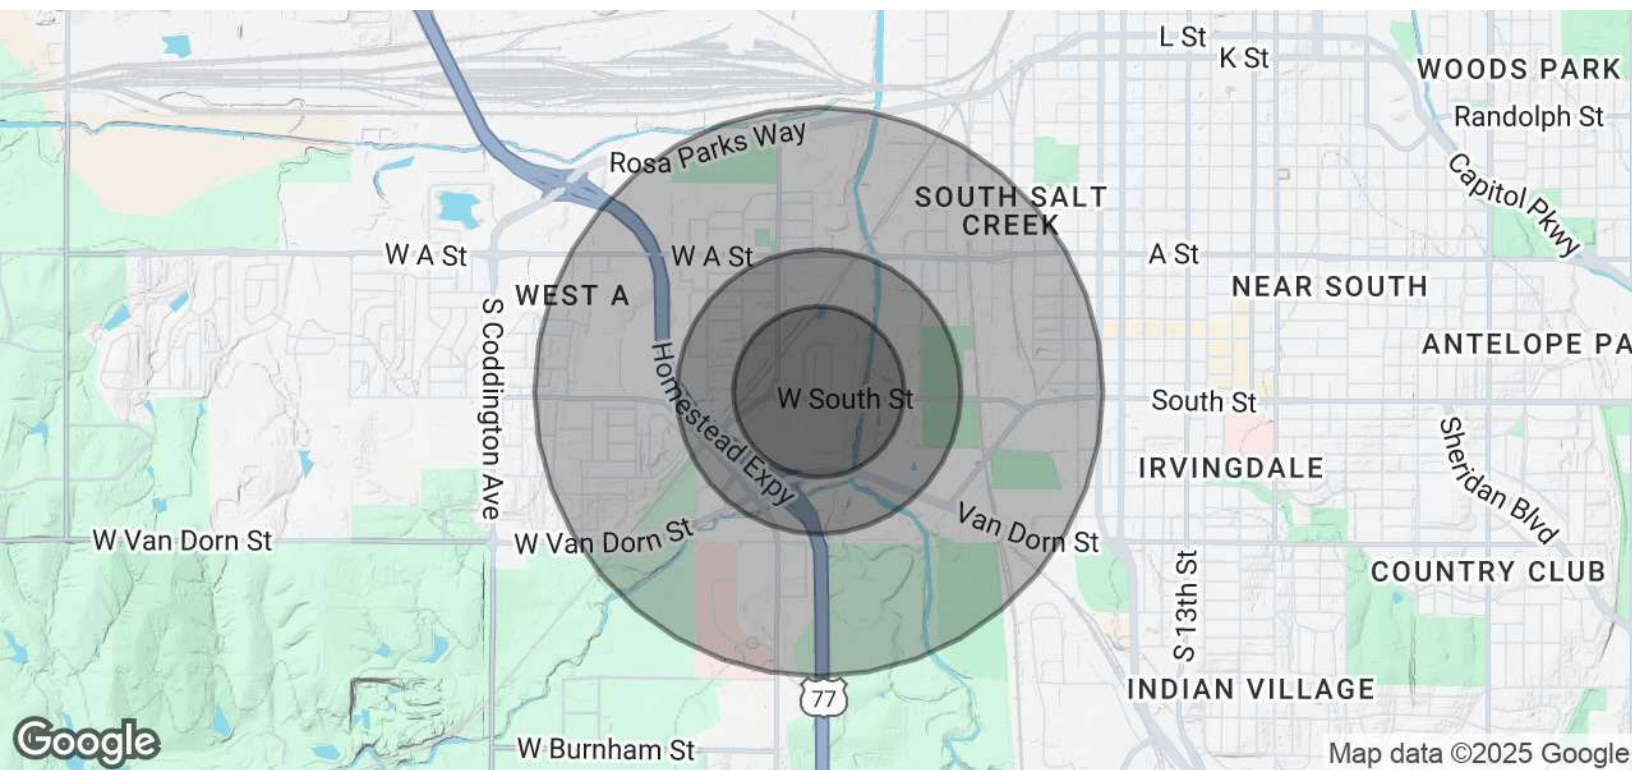 L St
K St
WOODS PARK
Randolph St
Rosa Parks Way
Capitol Pkwy
SOUTH SALT
CREEK
W A St
W A St
A St
WEST A
NEAR SOUTH
S Coddington Ave
ANTELOPE PA
Homestead Expy
W South St
South St
Sheridan Blvd
IRVINGDALE
W Van Dorn St
W Van Dorn St
Van Dorn St
S 13th St
COUNTRY CLUB
INDIAN VILLAGE
77
Google
W Burnham St
Map data ©2025 Google